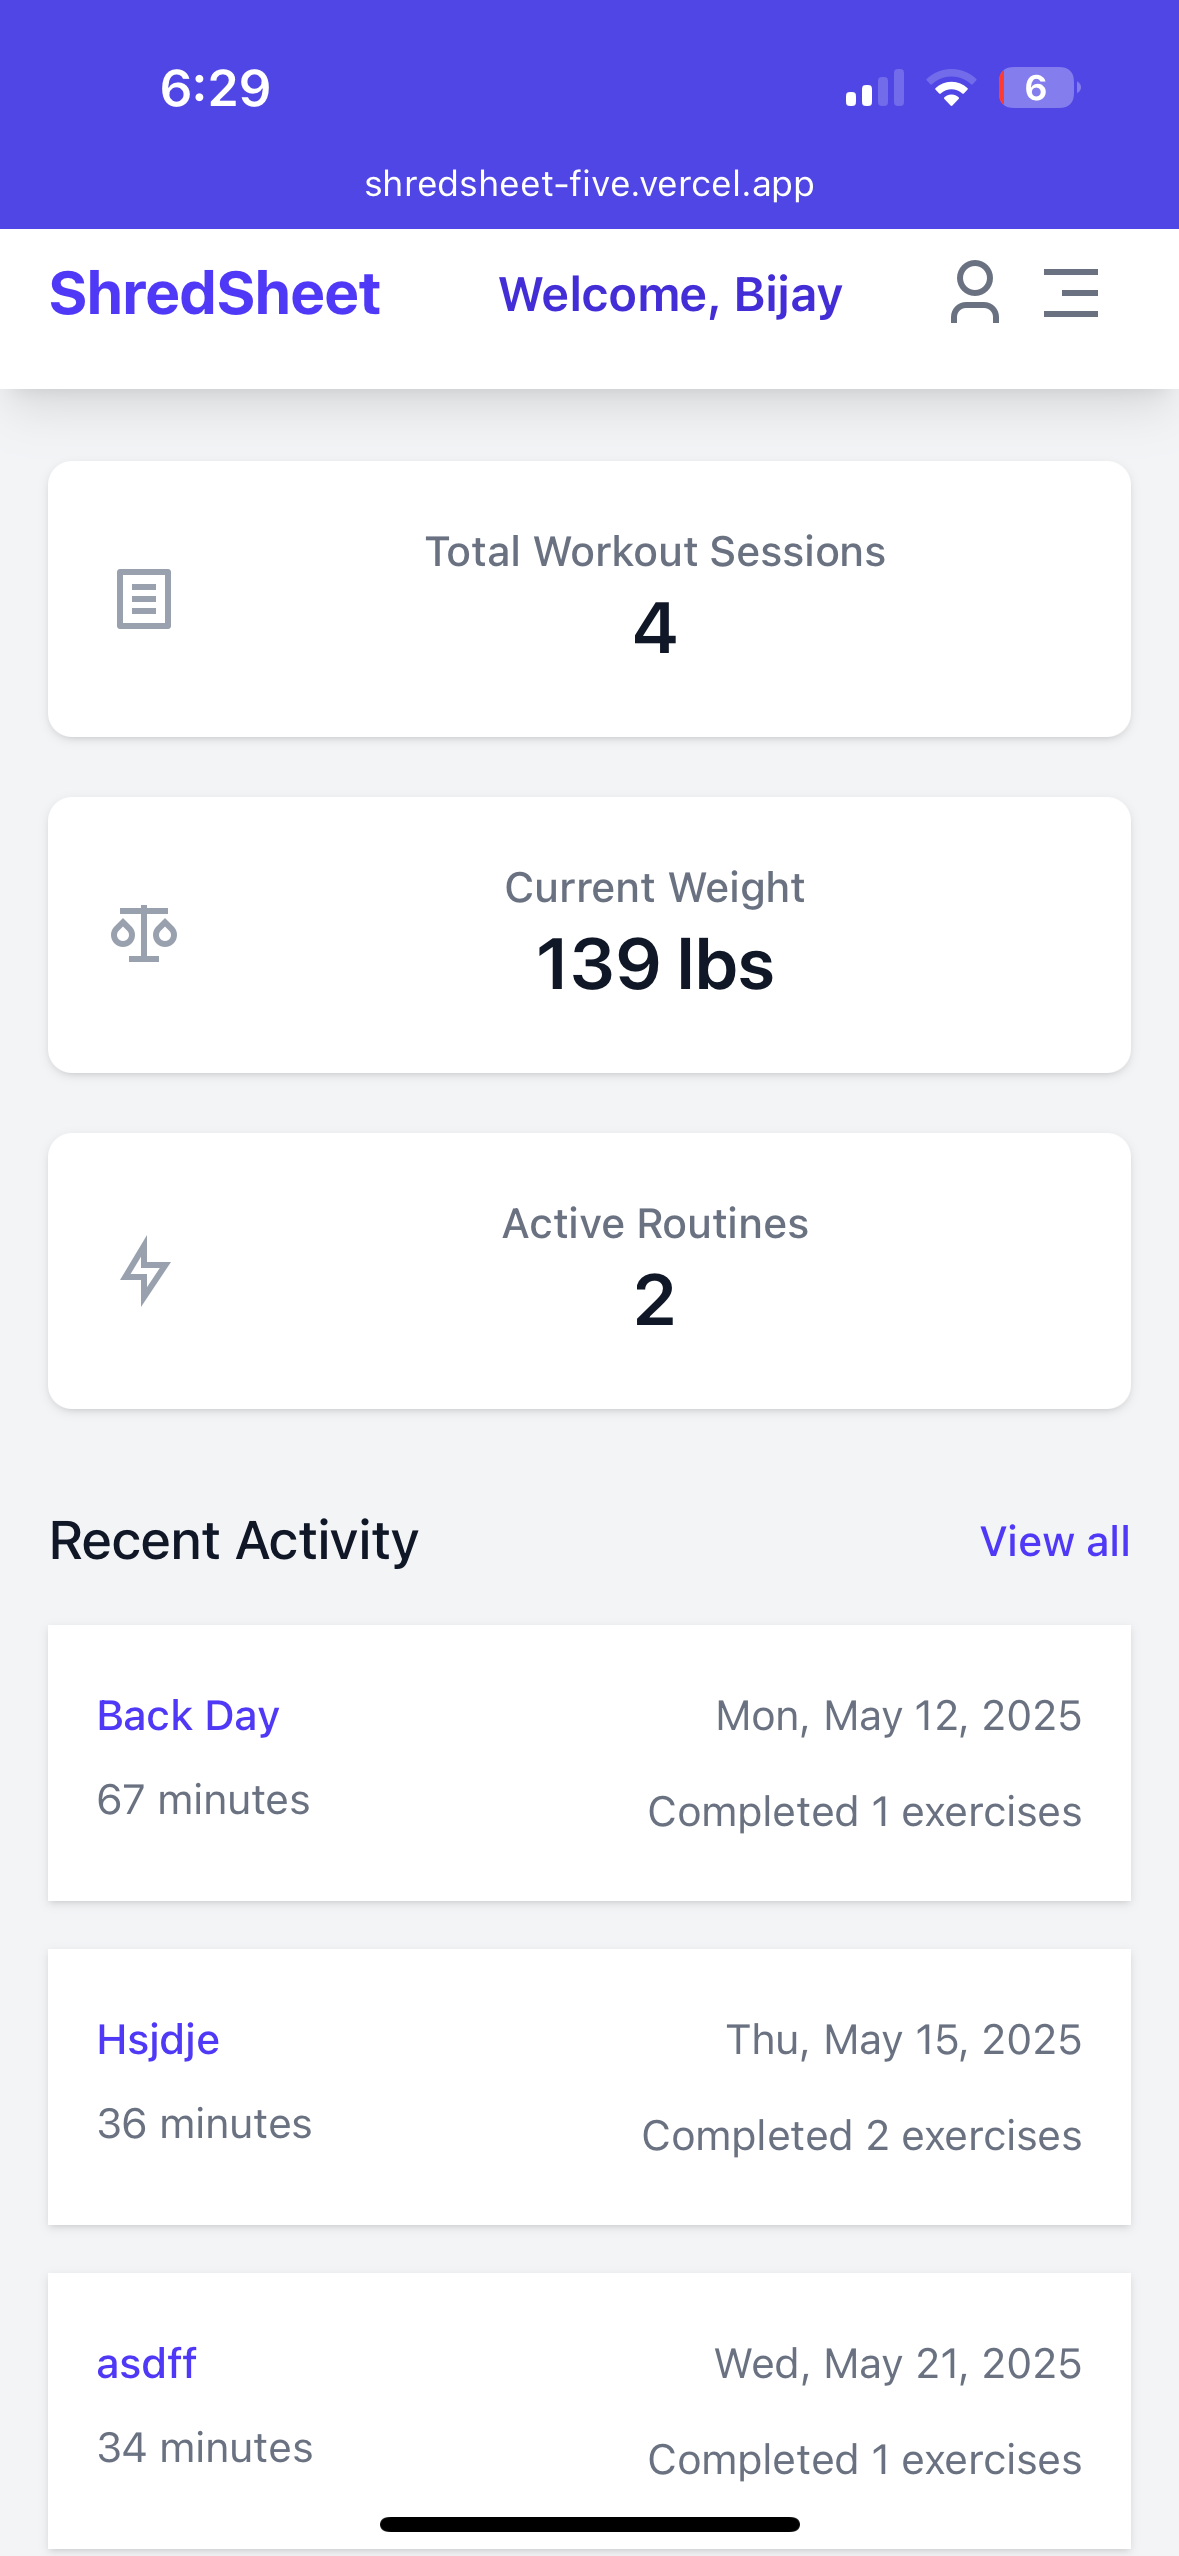 6:29
6
shredsheet-five.vercel.app
ShredSheet
Welcome, Bijay
Total Workout Sessions
4
Current Weight
139 lbs
Active Routines
2
Recent Activity
View all
Back Day
Mon, May 12, 2025
67 minutes
Completed 1 exercises
Hsjdje
Thu, May 15, 2025
36 minutes
Completed 2 exercises
asdff
Wed, May 21, 2025
34 minutes
Completed 1 exercises